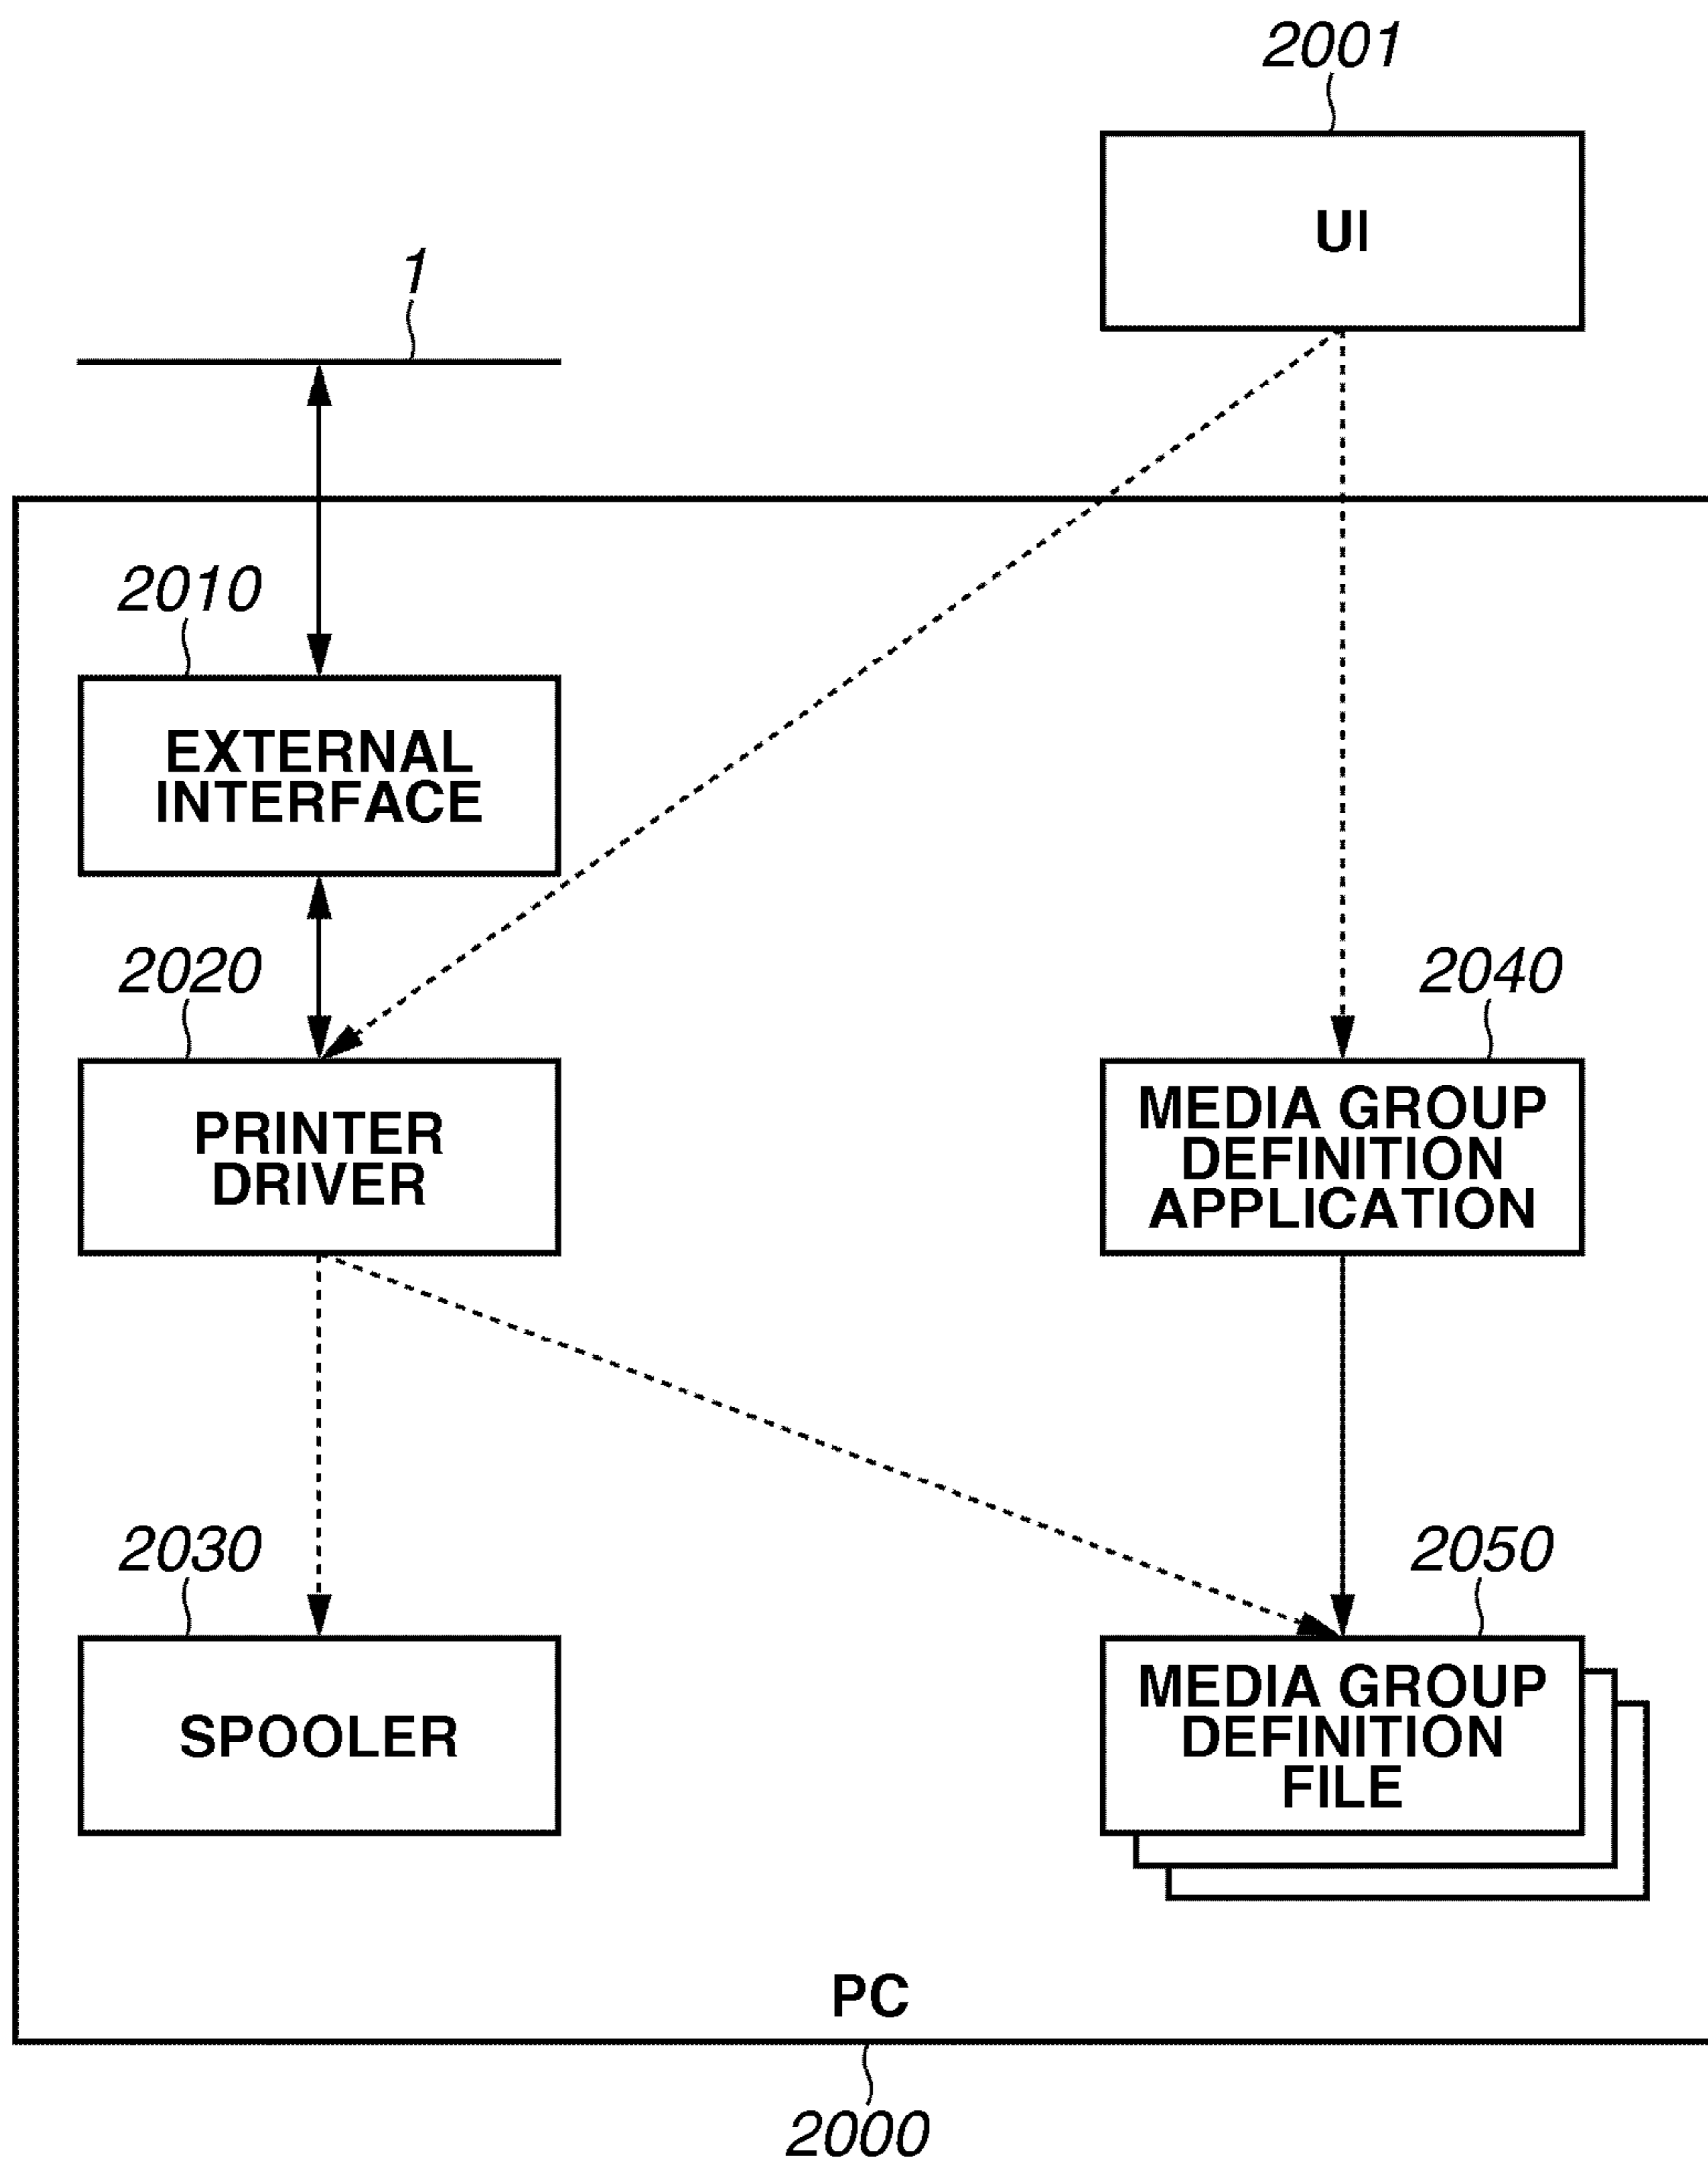 2001
UI
1
2010
EXTERNAL
INTERFACE
2020
PRINTER
DRIVER
2040
MEDIA GROUP
DEFINITION
APPLICATION
2030
SPOOLER
2050
MEDIA GROUP
DEFINITION
FILE
PC
2000